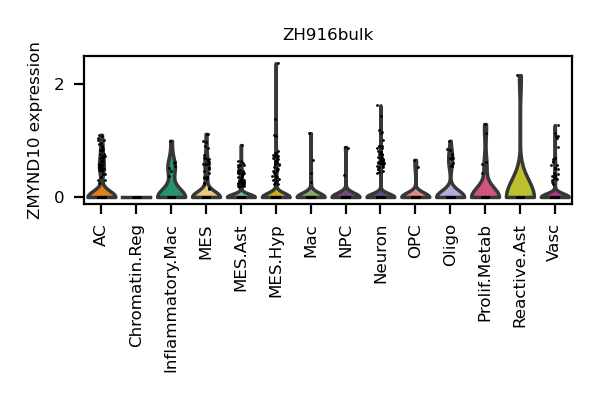 ZH916bulk
ZMYND10 expression
2
0
AC
Chromatin.Reg
Inflammatory.Mac
MES
MES.Ast
MES.Hyp
Mac
NPC
Neuron
OPC
Oligo
Prolif.Metab
Reactive.Ast
Vasc